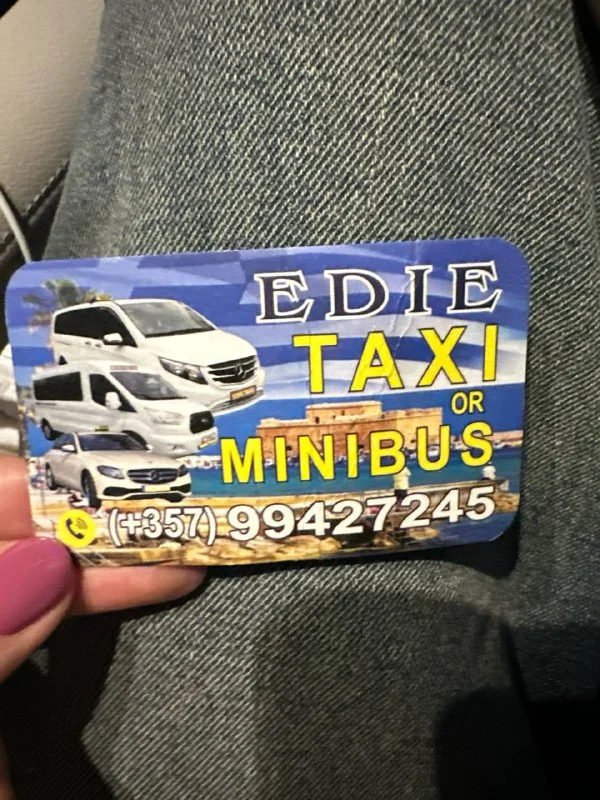 EDIE
TAXI
OR
MINIBUS
(+357) 99427245